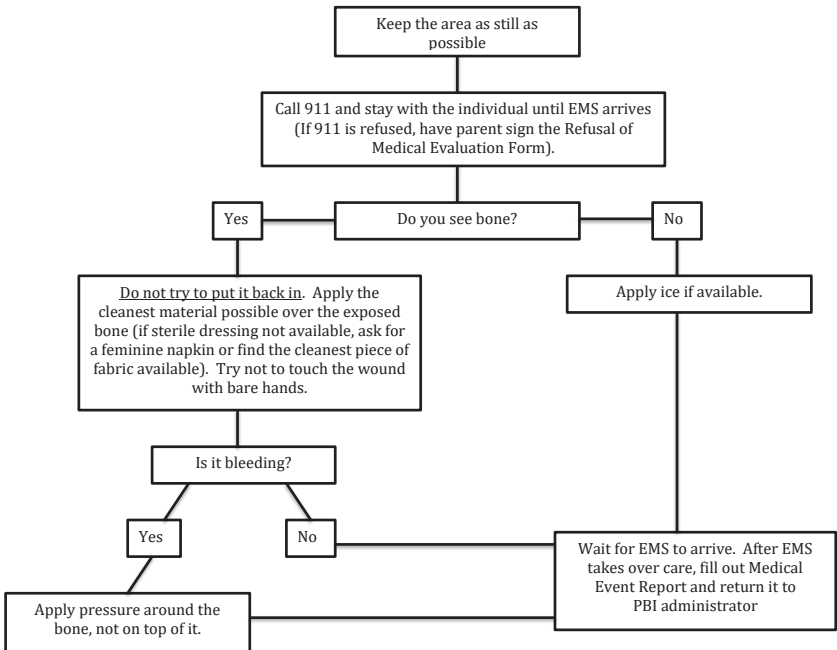 Keep the area as still as
possible
Call 911 and stay with the individual until EMS arrives
(If 911 is refused, have parent sign the Refusal of
Medical Evaluation Form).
Yes
Do you see bone?
No
Do not try to put it back in. Apply the
cleanest material possible over the exposed
bone (if sterile dressing not available, ask for
a feminine napkin or find the cleanest piece of
fabric available). Try not to touch the wound
with bare hands.
Apply ice if available.
Is it bleeding?
Yes
No
Wait for EMS to arrive. After EMS
takes over care, fill out Medical
Event Report and return it to
PBI administrator
Apply pressure around the
bone, not on top of it.